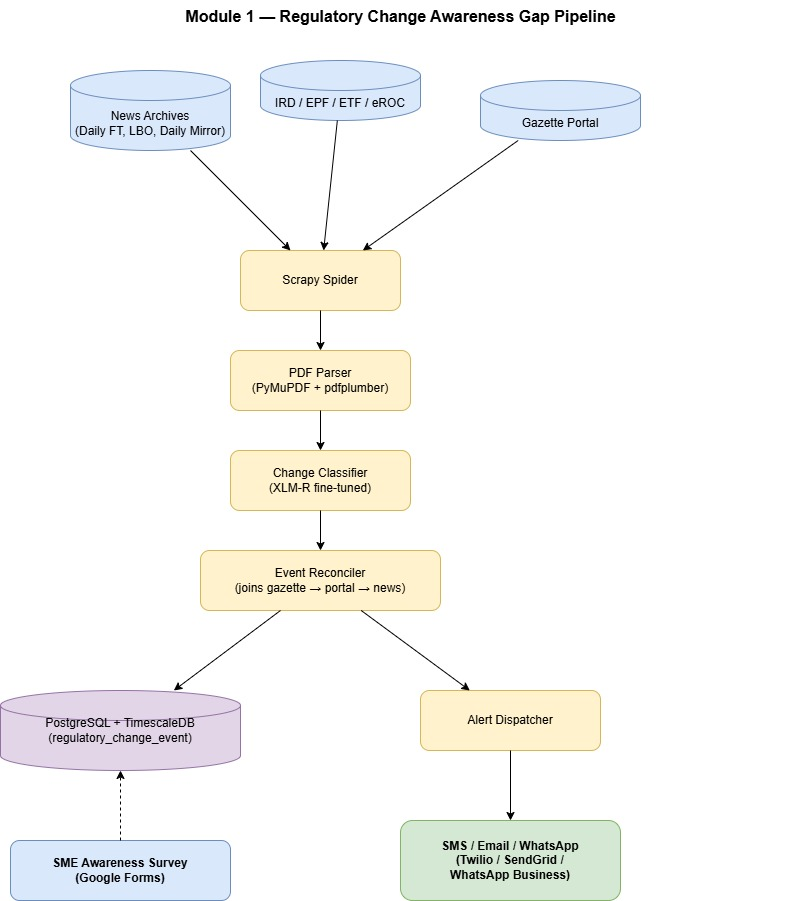 Module 1 — Regulatory Change Awareness Gap Pipeline
News Archives
(Daily FT, LBO, Daily Mirror)
IRD / EPF / ETF / eROC
Gazette Portal
Scrapy Spider
PDF Parser
(PyMuPDF + pdfplumber)
Change Classifier
(XLM-R fine-tuned)
Event Reconciler
(joins gazette → portal → news)
PostgreSQL + TimescaleDB
(regulatory_change_event)
Alert Dispatcher
SME Awareness Survey
(Google Forms)
SMS / Email / WhatsApp
(Twilio / SendGrid /
WhatsApp Business)